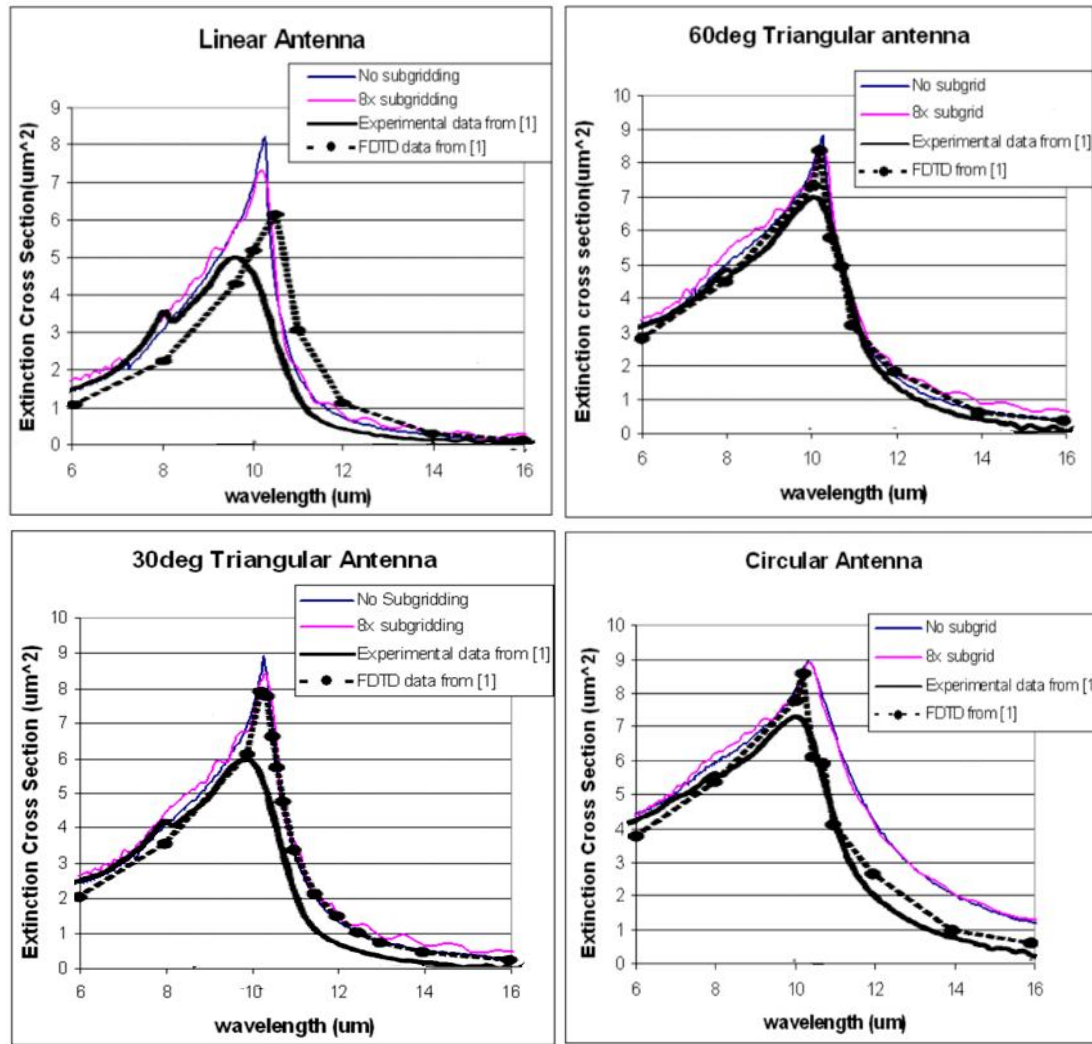 Linear Antenna
No subgridding
8x subgridding
Experimental data from [1]
FDTD data from [1]
Extinction Cross Section(um^2)
9
8
7
6
5
4
3
2
1
0
6 8 10 12 14 16
wavelength (um)
60deg Triangular antenna
No subgrid
8x subgrid
Experimental data from [1]
FDTD from [1]
Extinction cross section (um^2)
10
9
8
7
6
5
4
3
2
1
0
6 8 10 12 14 16
wavelength (um)
30deg Triangular Antenna
No Subgridding
8x subgridding
Experimental data from [1]
FDTD data from [1]
Extinction Cross Section (um^2)
10
9
8
7
6
5
4
3
2
1
0
6 8 10 12 14 16
wavelength (um)
Circular Antenna
No subgrid
8x subgrid
Experimental data from [1
FDTD from [1]
Extinction Cross Section (um^2)
10
9
8
7
6
5
4
3
2
1
0
6 8 10 12 14 16
wavelength (um)